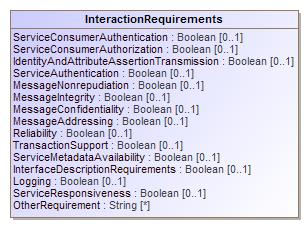 InteractionRequirements
ServiceConsumerAuthentication : Boolean [0..1]
ServiceConsumerAuthorization : Boolean [0..1]
IdentityAndAttributeAssertionTransmission : Boolean [0..1]
ServiceAuthentication : Boolean [0..1]
MessageNonrepudiation : Boolean [0..1]
MessageIntegrity : Boolean [0..1]
MessageConfidentiality : Boolean [0..1]
MessageAddressing : Boolean [0..1]
Reliability : Boolean [0..1]
TransactionSupport : Boolean [0..1]
ServiceMetadataAvailability : Boolean [0..1]
InterfaceDescriptionRequirements : Boolean [0..1]
Logging : Boolean [0..1]
ServiceResponsiveness : Boolean [0..1]
OtherRequirement : String [*]